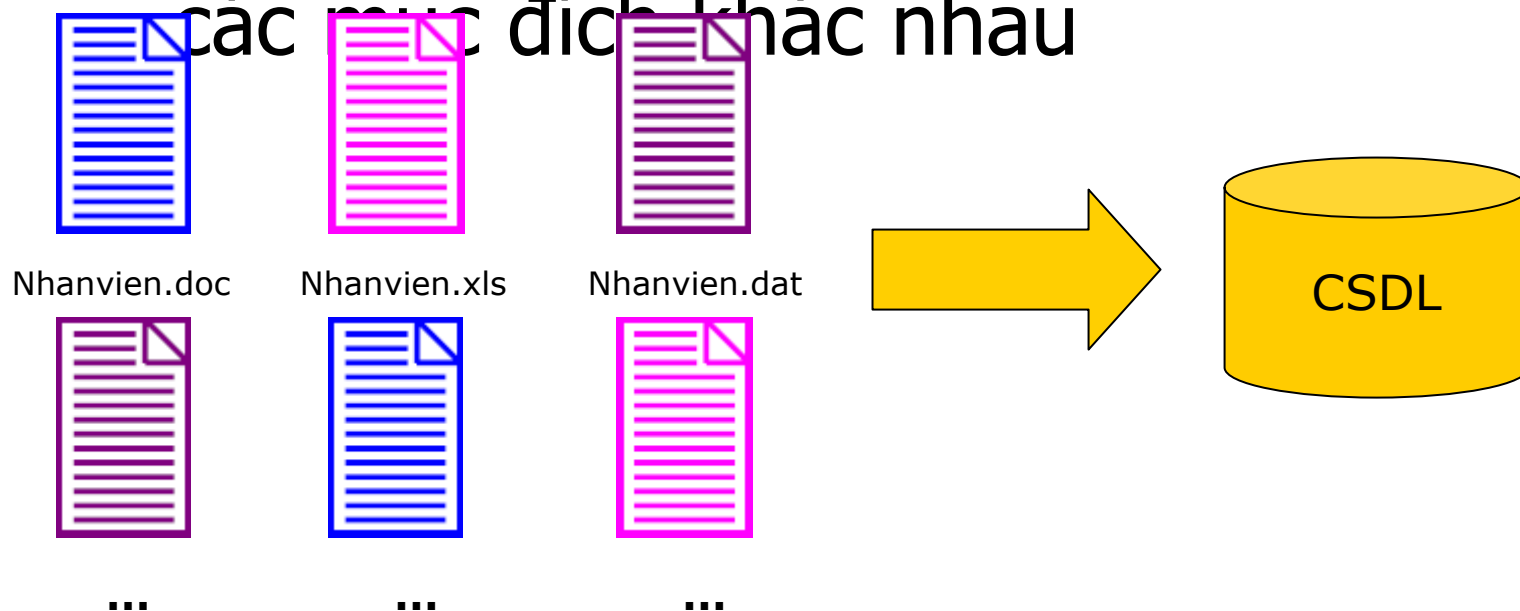 các mục đích khác nhau
Nhanvien.doc Nhanvien.xls Nhanvien.dat
CSDL
... ... ...